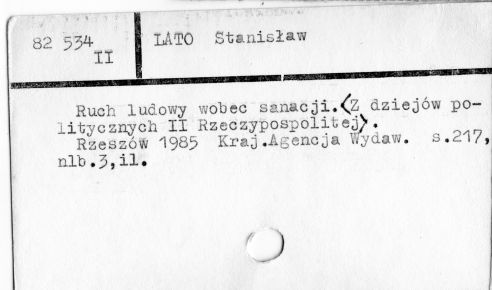 82 534
II
LATO Stanisław
Ruch ludowy wobec sanacji.(Z dziejów po-
litycznych II Rzeczypospolitej).
Rzeszów 1985 Kraj.Agencja Wydaw. s.217,
nlb.3,il.